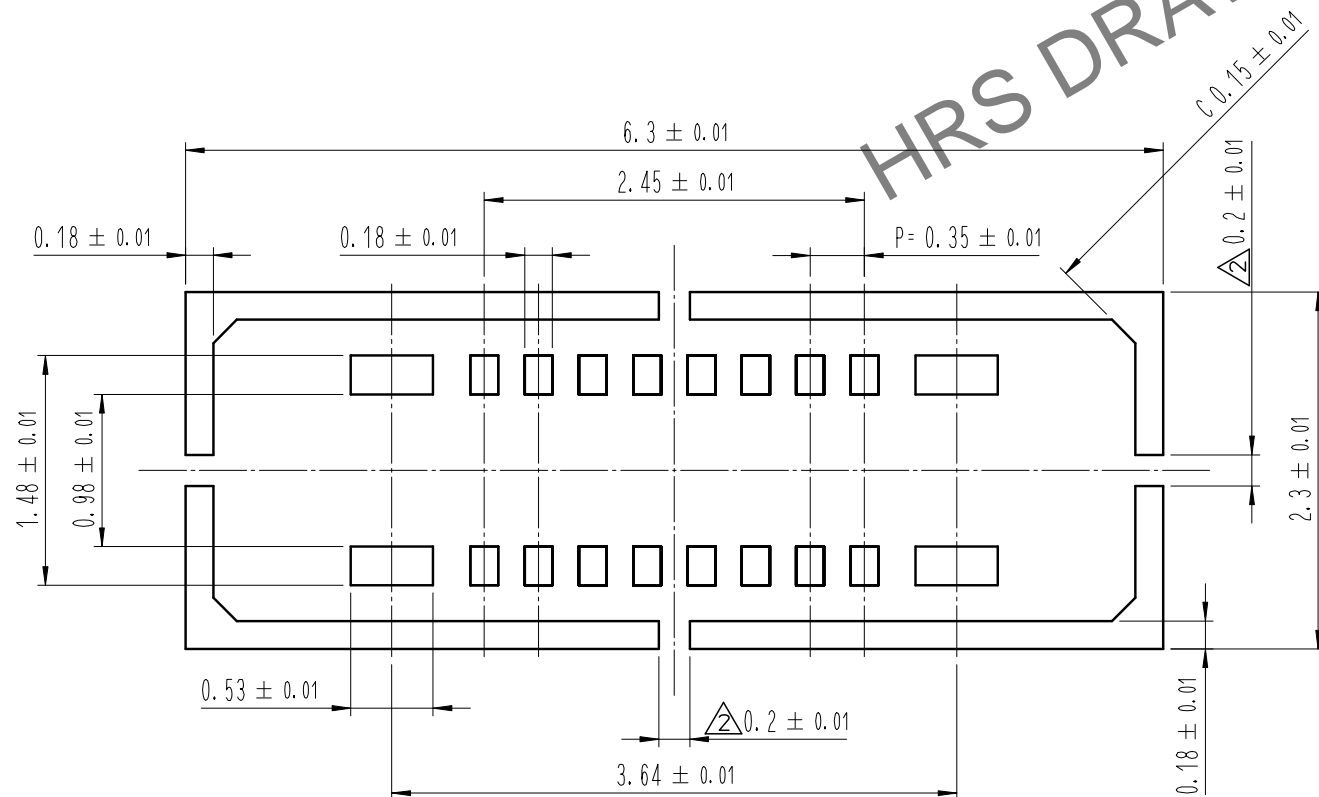 HRS DRA
C 0.15 ± 0.01
6.3 ± 0.01
2.45 ± 0.01
0.18 ± 0.01
0.18 ± 0.01
P= 0.35 ± 0.01
2 0.2 ± 0.01
1.48 ± 0.01
0.98 ± 0.01
2.3 ± 0.01
0.53 ± 0.01
2 0.2 ± 0.01
0.18 ± 0.01
3.64 ± 0.01